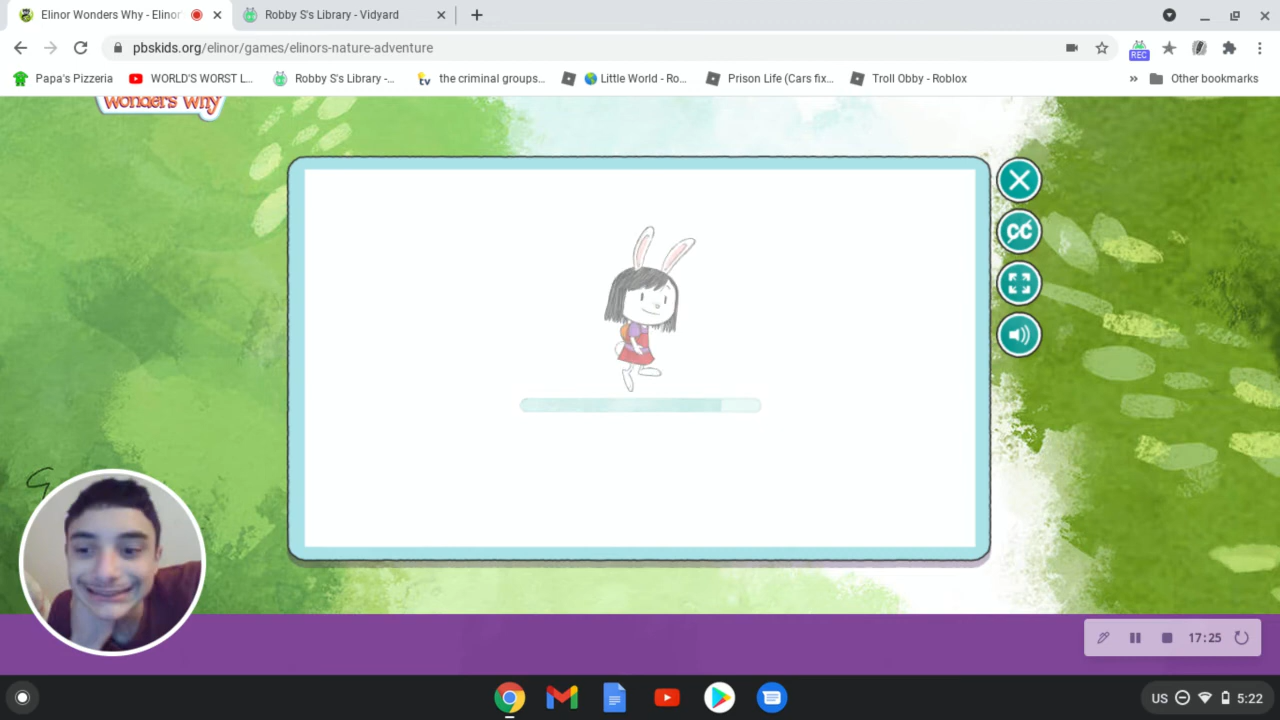 Elinor Wonders Why - Elinor
Robby S's Library - Vidyard
pbskids.org/elinor/games/elinors-nature-adventure
REC
Papa's Pizzeria
WORLD'S WORST L...
Robby S's Library -...
tv
the criminal groups...
Little World - Ro...
Prison Life (Cars fix...
Troll Obby - Roblox
»
Other bookmarks
Wonders Why
CC
17:25
US
5:22